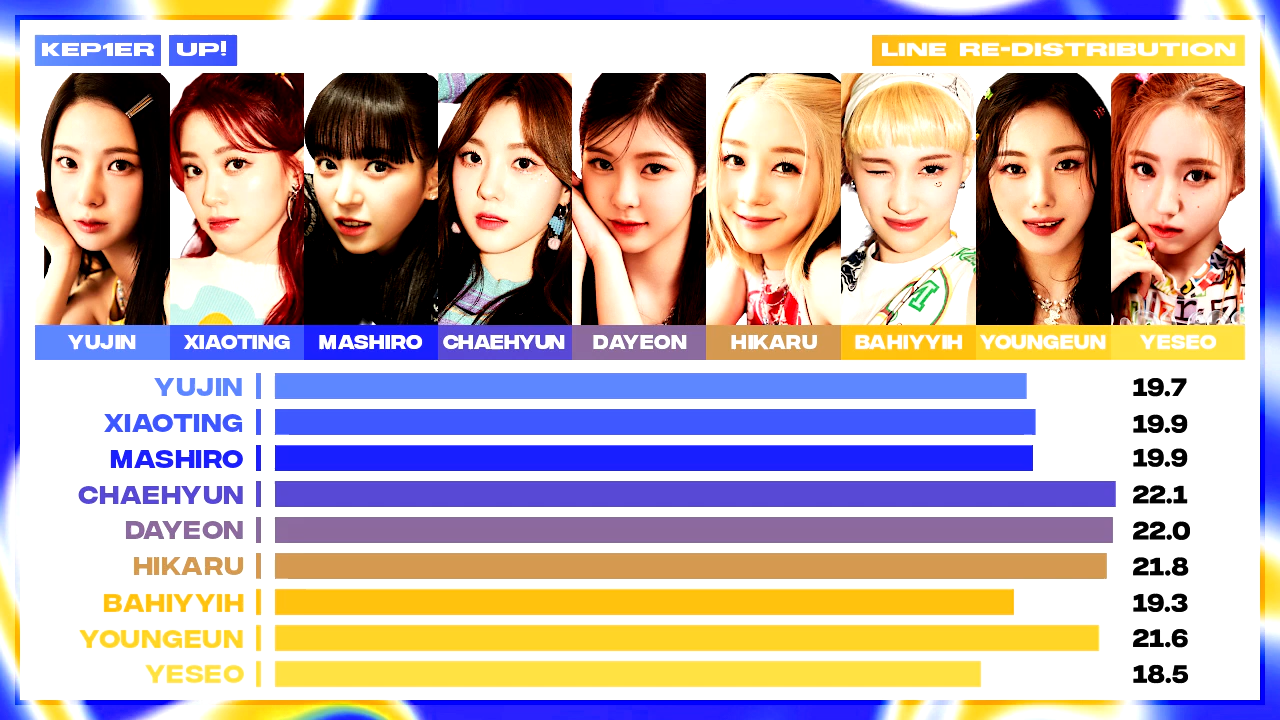 KEP1ER UP!
LINE RE-DISTRIBUTION
YUJIN XIAOTING MASHIRO CHAEHYUN DAYEON HIKARU BAHIYYIH YOUNGEUN YESEO
YUJIN 19.7
XIAOTING 19.9
MASHIRO 19.9
CHAEHYUN 22.1
DAYEON 22.0
HIKARU 21.8
BAHIYYIH 19.3
YOUNGEUN 21.6
YESEO 18.5